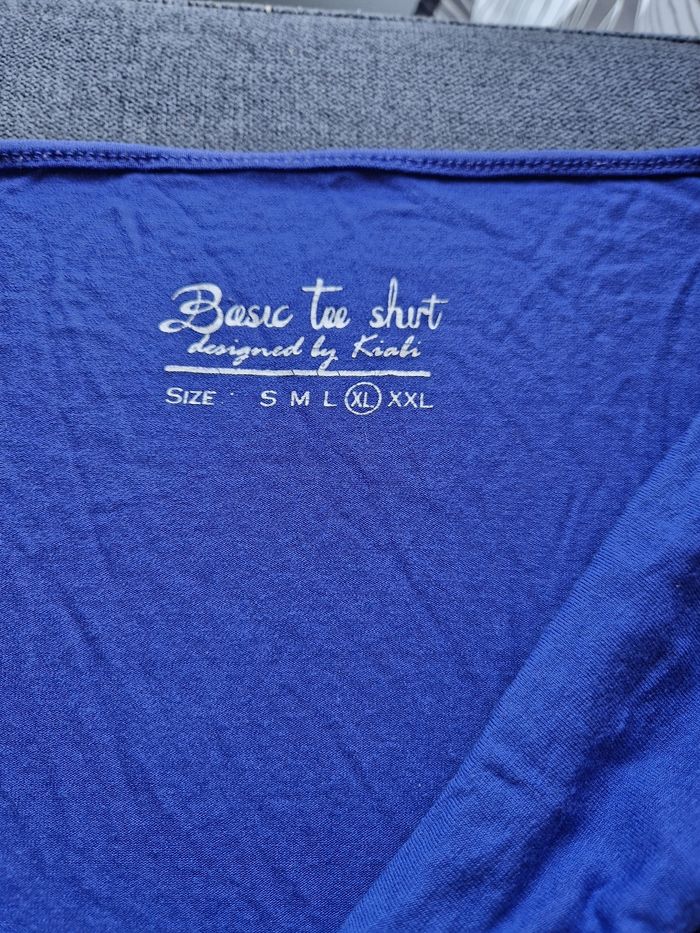 Basic tee shirt
designed by Kiabi
SIZE S M L XL XXL